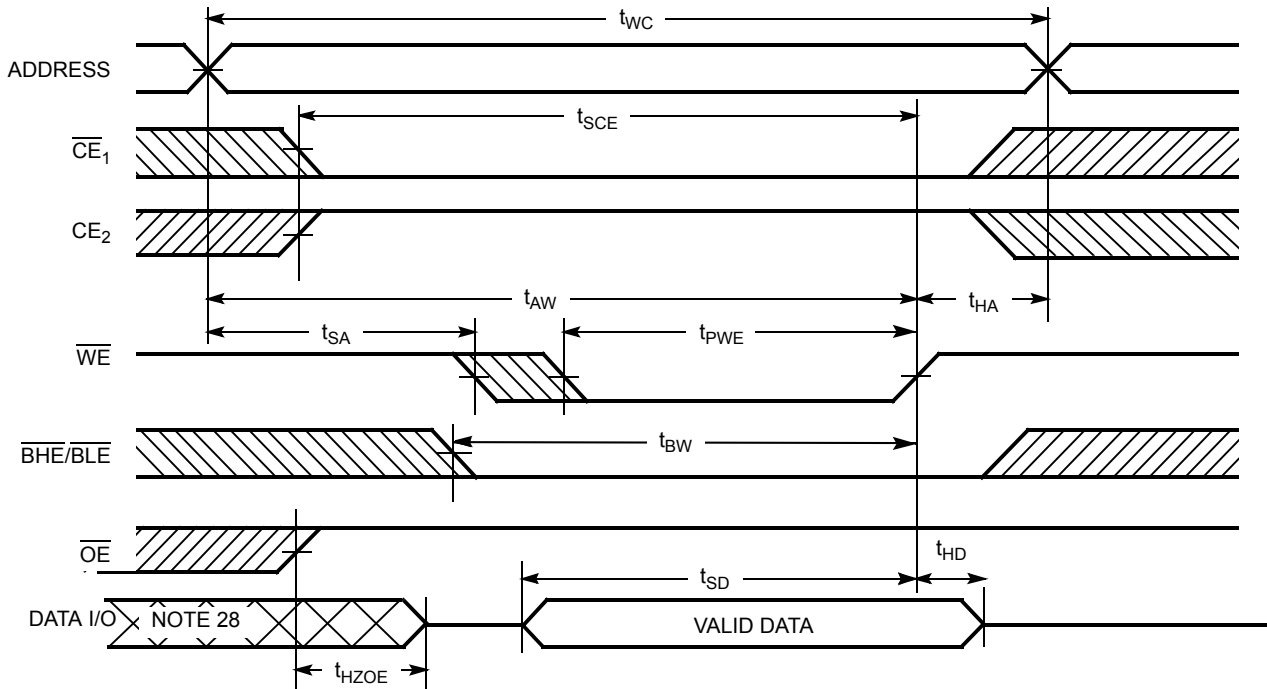 tWC
ADDRESS
tSCE
CE1
CE2
tAW
tHA
tSA
tPWE
WE
tBW
BHE/BLE
OE
tHD
tSD
DATA I/O
NOTE 28
VALID DATA
tHZOE